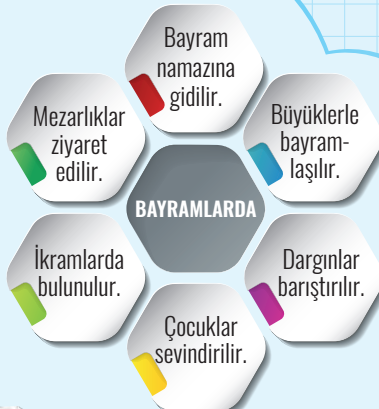 Bayram
namazına
gidilir.
Büyüklerle
bayram-
laşılır.
Dargınlar
barıştırılır.
Çocuklar
sevindirilir.
İkramlarda
bulunulur.
Mezarlıklar
ziyaret
edilir.
BAYRAMLARDA